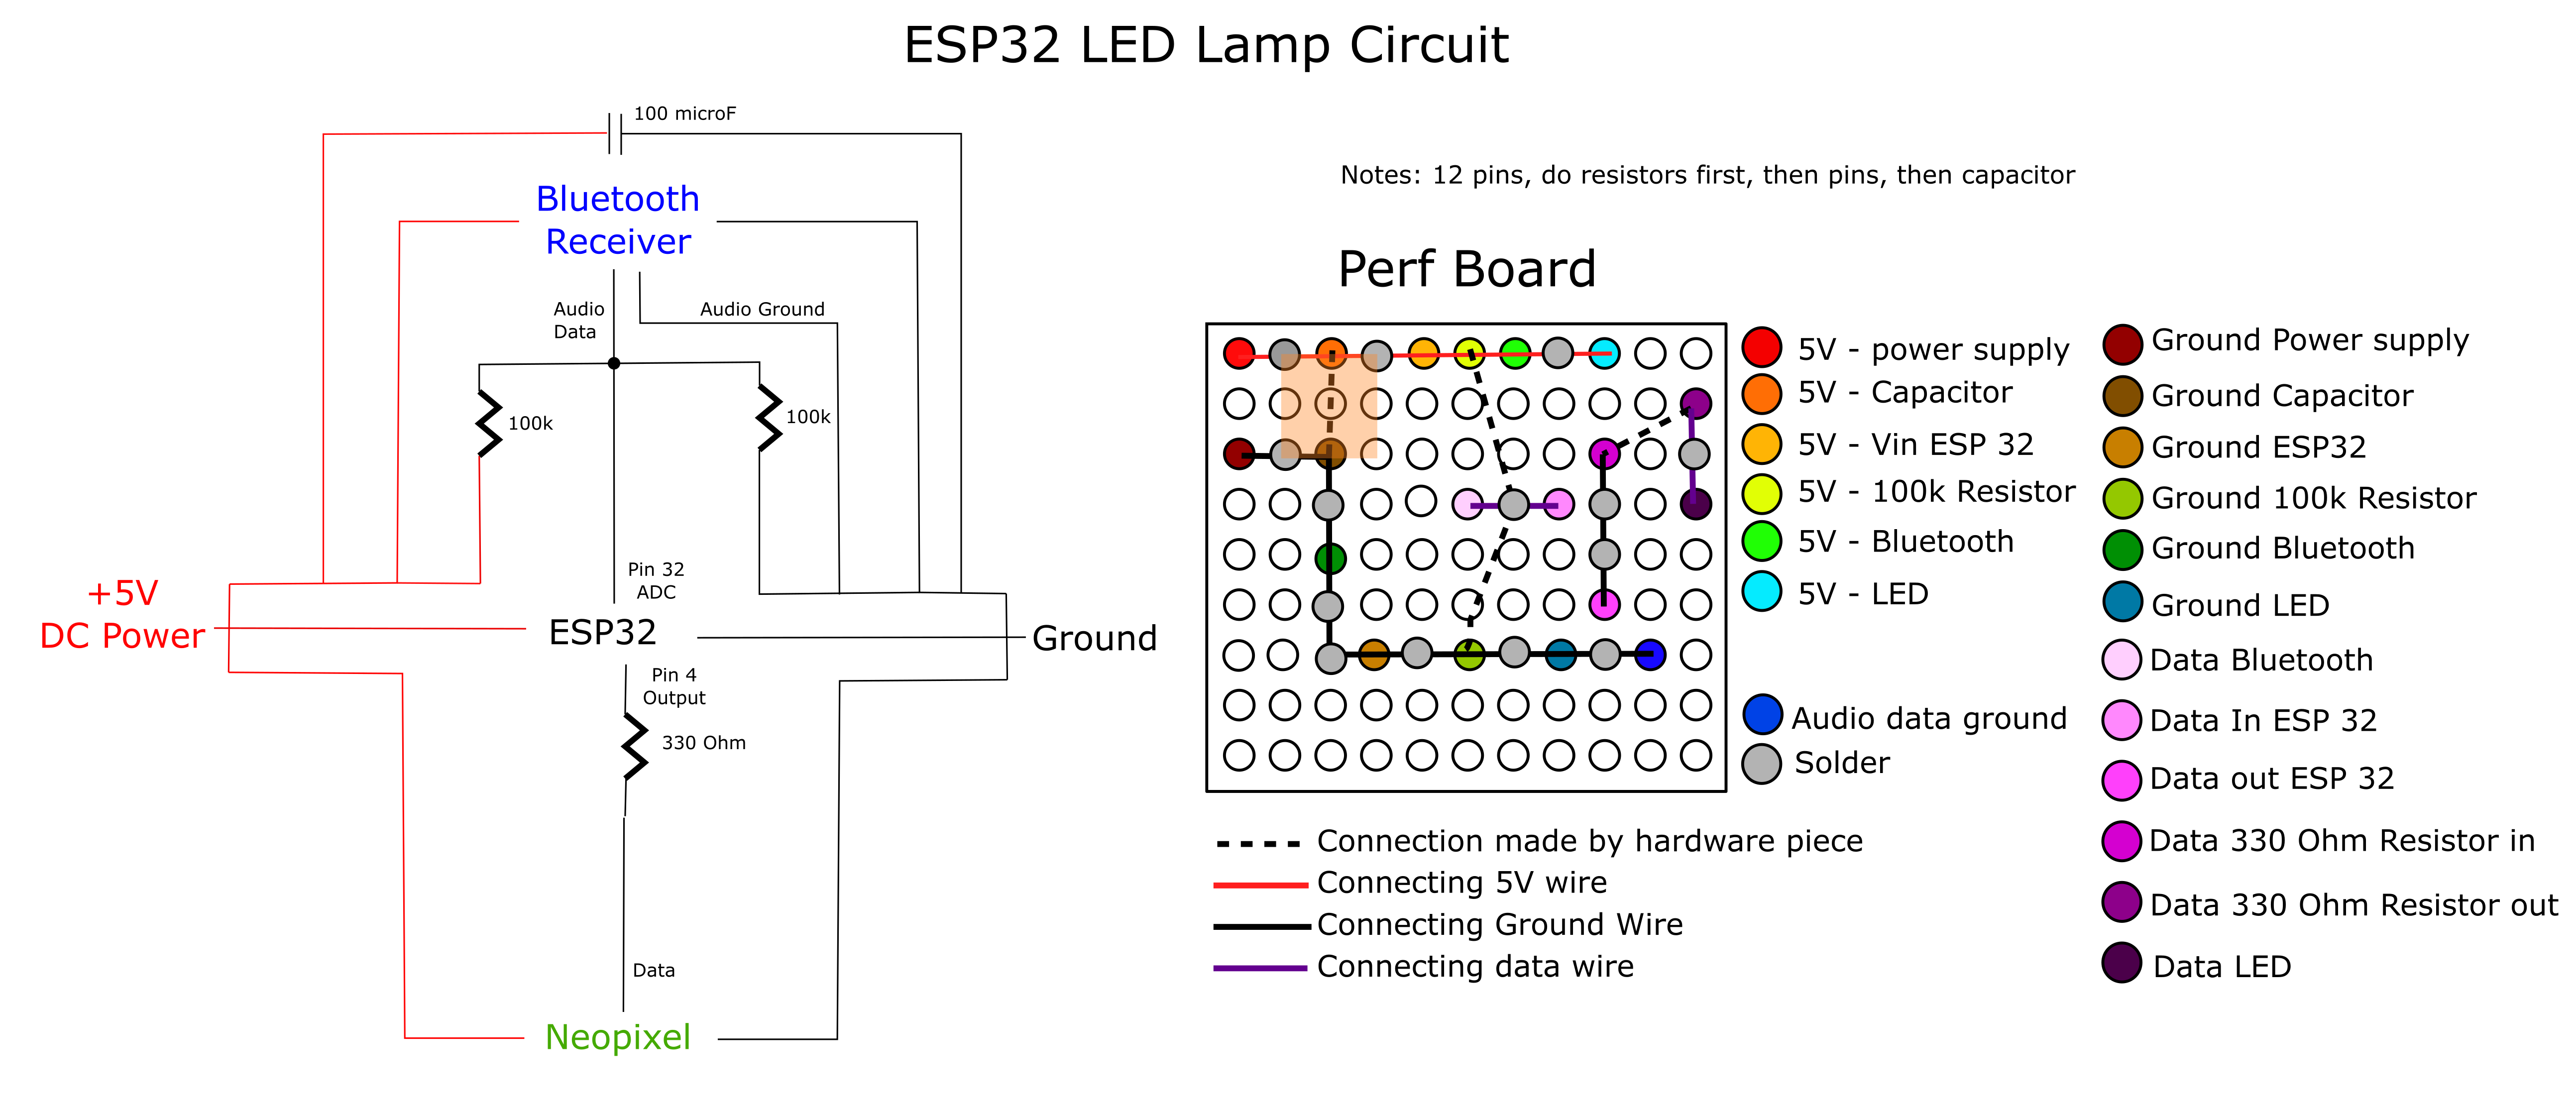 ESP32 LED Lamp Circuit
100 microF
Bluetooth
Receiver
Audio
Data
Audio Ground
100k
100k
+5V
DC Power
Pin 32
ADC
ESP32
Ground
Pin 4
Output
330 Ohm
Data
Neopixel
Notes: 12 pins, do resistors first, then pins, then capacitor
Perf Board
5V - power supply
5V - Capacitor
5V - Vin ESP 32
5V - 100k Resistor
5V - Bluetooth
5V - LED
Audio data ground
Solder
Ground Power supply
Ground Capacitor
Ground ESP32
Ground 100k Resistor
Ground Bluetooth
Ground LED
Data Bluetooth
Data In ESP 32
Data out ESP 32
Data 330 Ohm Resistor in
Data 330 Ohm Resistor out
Data LED
Connection made by hardware piece
Connecting 5V wire
Connecting Ground Wire
Connecting data wire